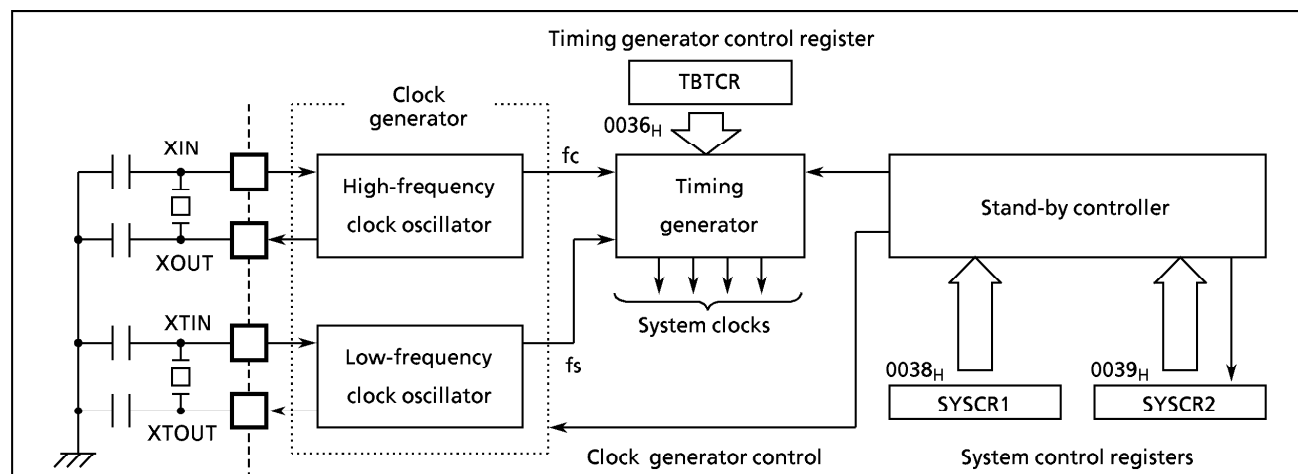 Timing generator control register
TBTCR
0036H
Clock
generator
XIN
XOUT
High-frequency
clock oscillator
fc
Timing
generator
Stand-by controller
System clocks
XTIN
XTOUT
Low-frequency
clock oscillator
fs
0038H
SYSCR1
0039H
SYSCR2
Clock generator control
System control registers